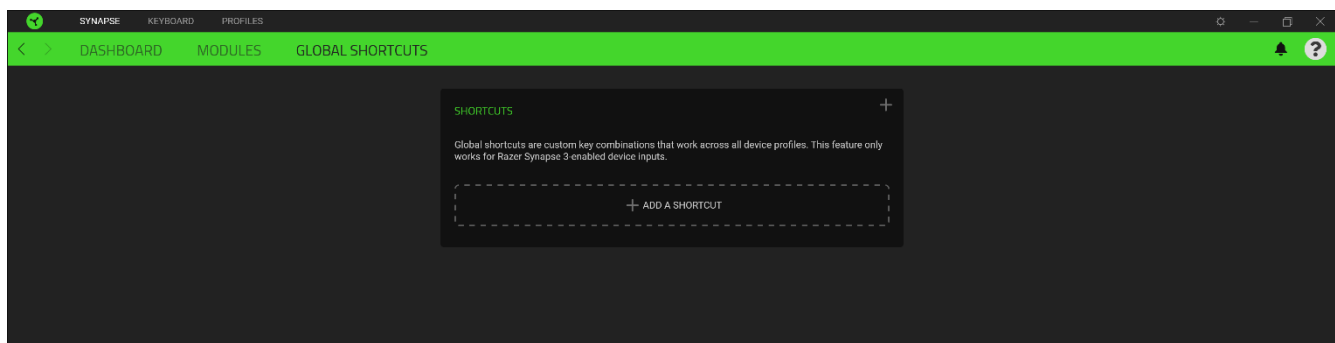 SYNAPSE KEYBOARD PROFILES
DASHBOARD MODULES GLOBAL SHORTCUTS ?
SHORTCUTS
Global shortcuts are custom key combinations that work across all device profiles. This feature only
works for Razer Synapse 3-enabled device inputs.
ADD A SHORTCUT